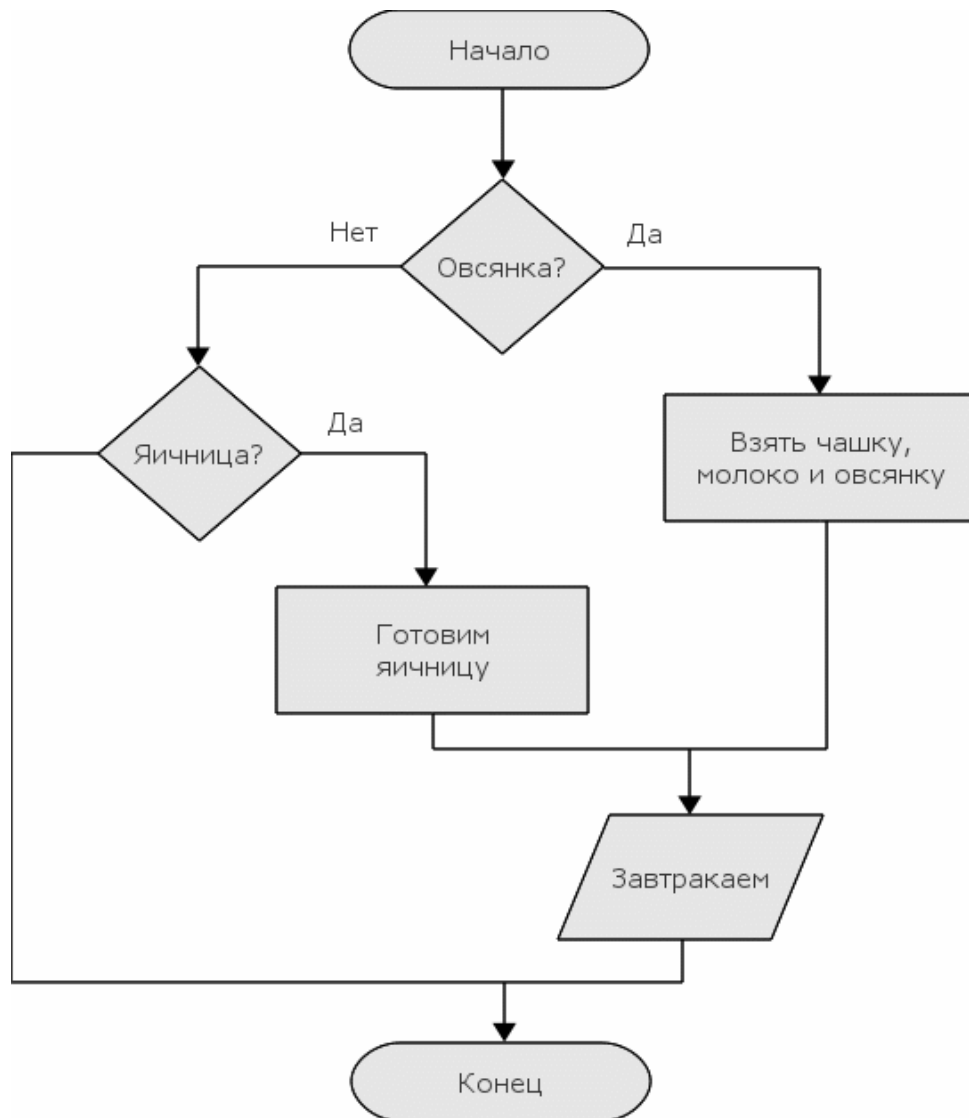 Начало
Нет
Да
Овсянка?
Яичница?
Да
Взять чашку,
молоко и овсянку
Готовим
яичницу
Завтракаем
Конец